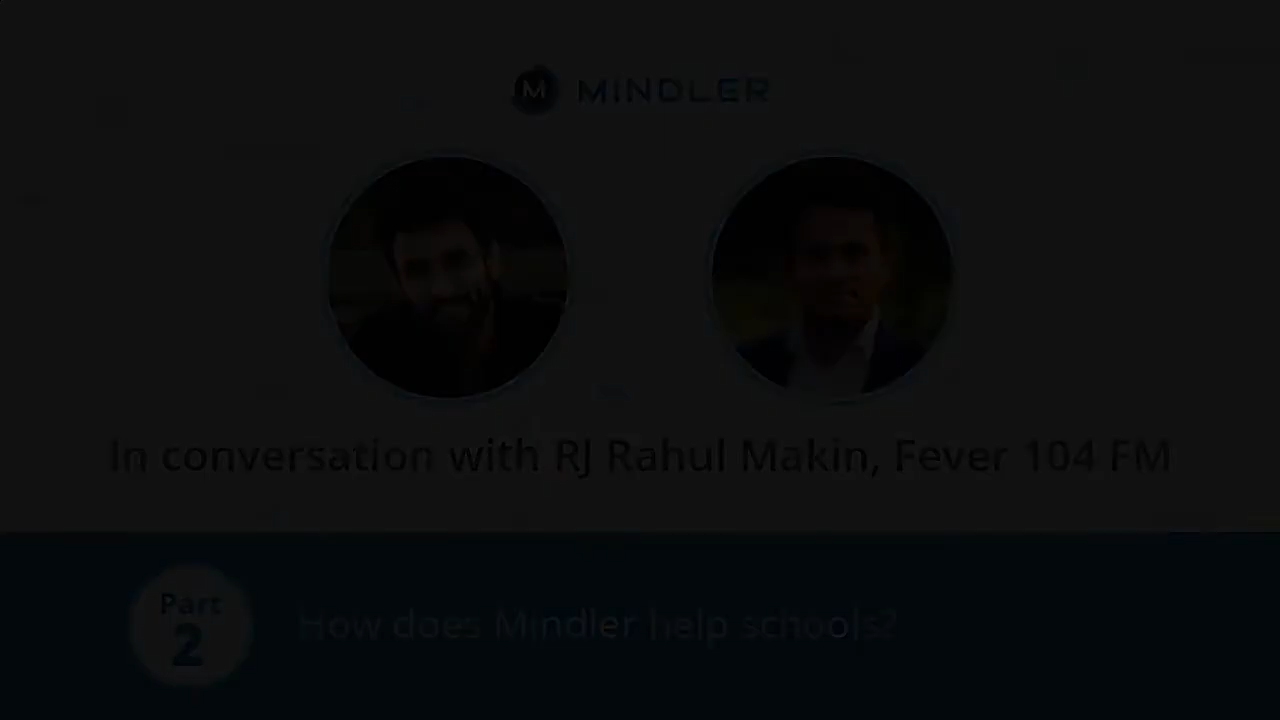 M MINDLER
In conversation with RJ Rahul Makin, Fever 104 FM
Part
2
How does Mindler help schools?